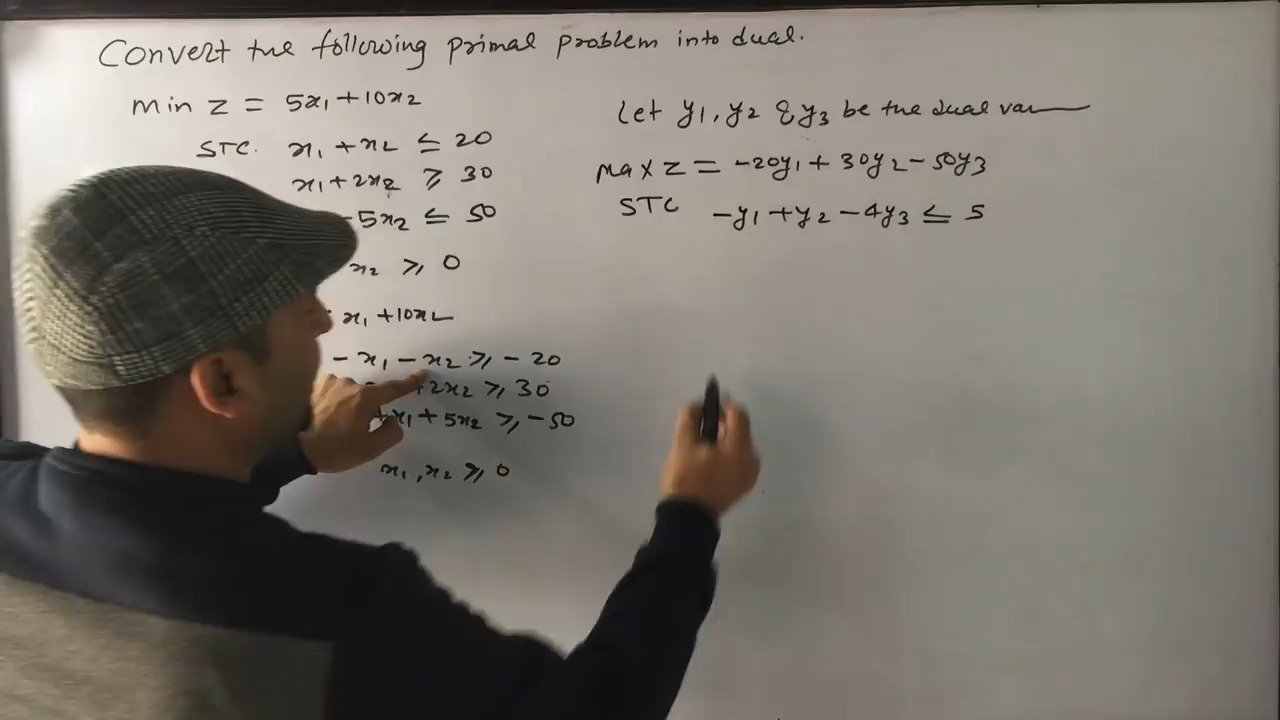 Convert the following primal problem into dual.
min z = 5x₁ + 10x₂
STC. x₁ + x₂ ≤ 20
x₁ + 2x₂ ≥ 30
- 5x₂ ≤ 50
x₂ ≥ 0
x₁ + 10x₂
- x₁ - x₂ ≥ - 20
+ 2x₂ ≥ 30
x₁ + 5x₂ ≥ - 50
x₁, x₂ ≥ 0
Let y₁, y₂ & y₃ be the dual var
Max z = -20y₁ + 30y₂ - 50y₃
STC -y₁ + y₂ - 4y₃ ≤ 5